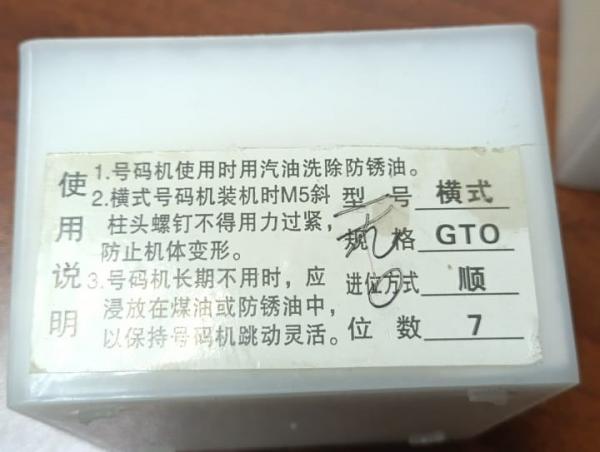 使用说明
1.号码机使用时用汽油洗除防锈油。
2.横式号码机装机时M5斜
柱头螺钉不得用力过紧，
防止机体变形。
3.号码机长期不用时，应
浸放在煤油或防锈油中，
以保持号码机跳动灵活。
型 号 横式
规 格 GTO
进位方式 顺
位 数 7